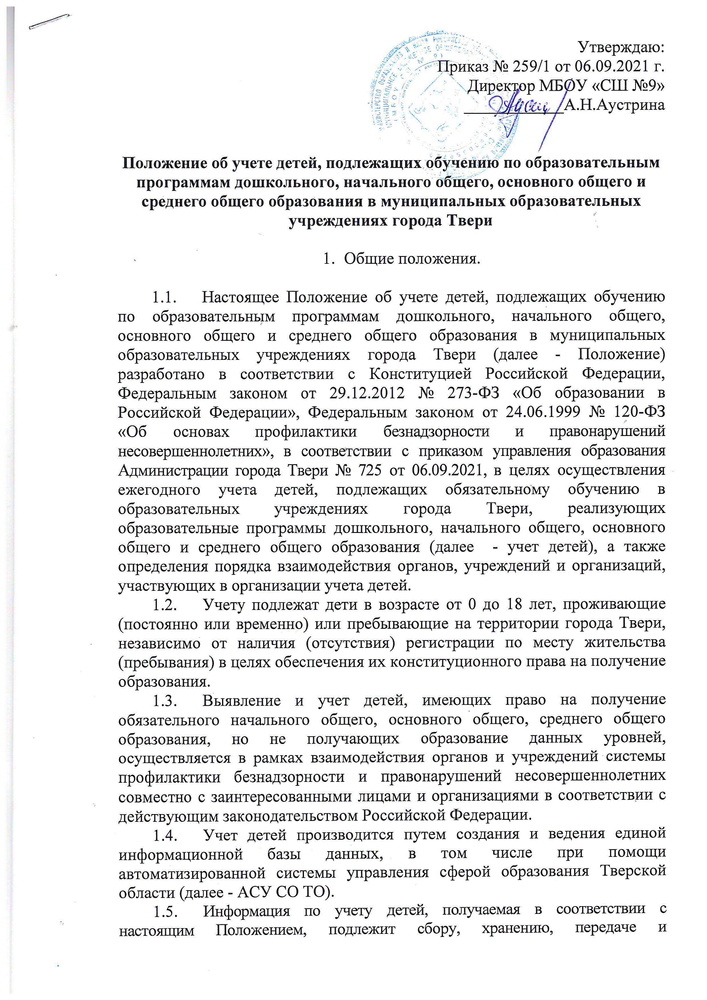 Утверждаю:
Приказ № 259/1 от 06.09.2021 г.
Директор МБОУ «СШ №9»
____________А.Н.Аустрина
Положение об учете детей, подлежащих обучению по образовательным
программам дошкольного, начального общего, основного общего и
среднего общего образования в муниципальных образовательных
учреждениях города Твери
1. Общие положения.
1.1. Настоящее Положение об учете детей, подлежащих обучению
по образовательным программам дошкольного, начального общего,
основного общего и среднего общего образования в муниципальных
образовательных учреждениях города Твери (далее - Положение)
разработано в соответствии с Конституцией Российской Федерации,
Федеральным законом от 29.12.2012 № 273-ФЗ «Об образовании в
Российской Федерации», Федеральным законом от 24.06.1999 № 120-ФЗ
«Об основах профилактики безнадзорности и правонарушений
несовершеннолетних», в соответствии с приказом управления образования
Администрации города Твери № 725 от 06.09.2021, в целях осуществления
ежегодного учета детей, подлежащих обязательному обучению в
образовательных учреждениях города Твери, реализующих
образовательные программы дошкольного, начального общего, основного
общего и среднего общего образования (далее - учет детей), а также
определения порядка взаимодействия органов, учреждений и организаций,
участвующих в организации учета детей.
1.2. Учету подлежат дети в возрасте от 0 до 18 лет, проживающие
(постоянно или временно) или пребывающие на территории города Твери,
независимо от наличия (отсутствия) регистрации по месту жительства
(пребывания) в целях обеспечения их конституционного права на получение
образования.
1.3. Выявление и учет детей, имеющих право на получение
обязательного начального общего, основного общего, среднего общего
образования, но не получающих образование данных уровней,
осуществляется в рамках взаимодействия органов и учреждений системы
профилактики безнадзорности и правонарушений несовершеннолетних
совместно с заинтересованными лицами и организациями в соответствии с
действующим законодательством Российской Федерации.
1.4. Учет детей производится путем создания и ведения единой
информационной базы данных, в том числе при помощи
автоматизированной системы управления сферой образования Тверской
области (далее - АСУ СО ТО).
1.5. Информация по учету детей, получаемая в соответствии с
настоящим Положением, подлежит сбору, хранению, передаче и